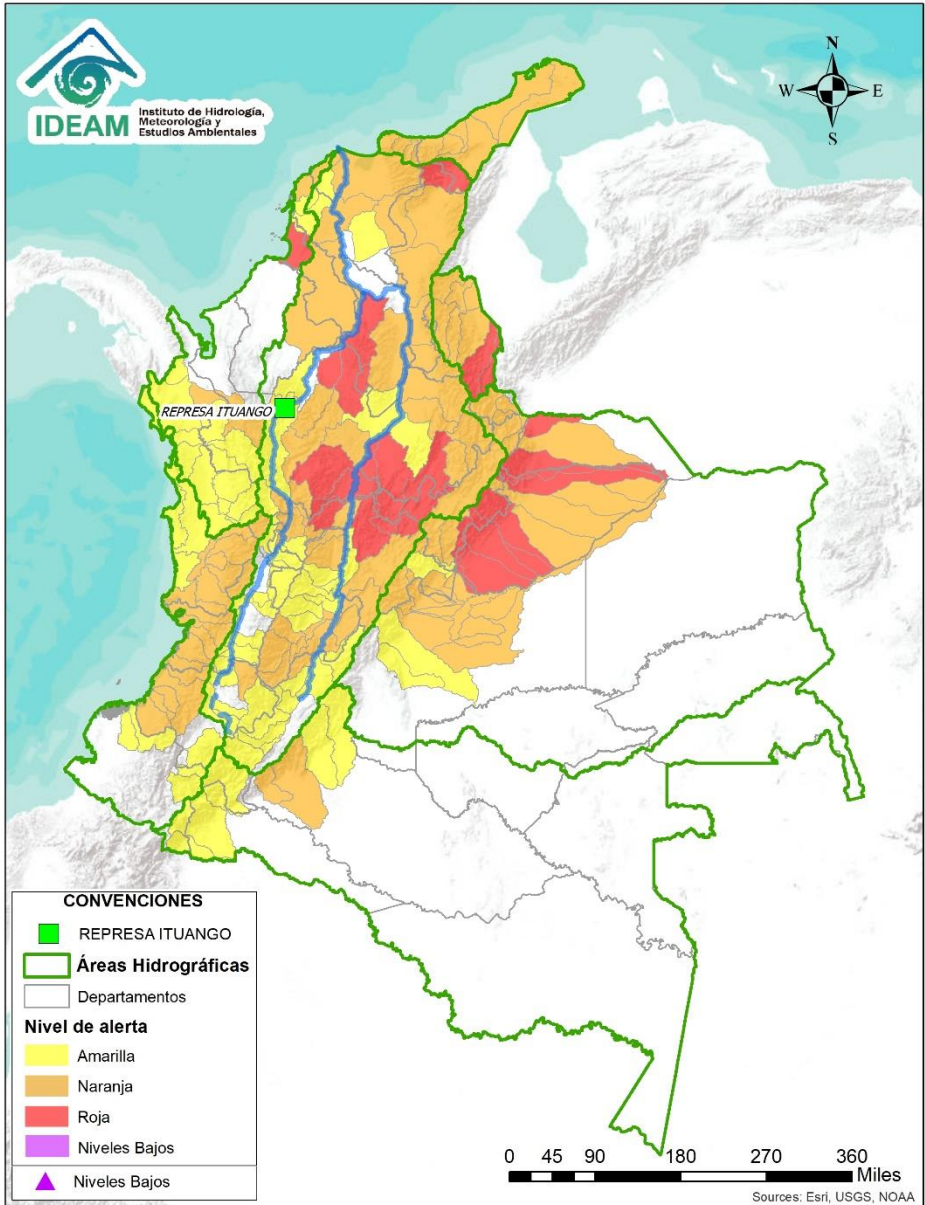 IDEAM
Instituto de Hidrología,
Meteorología y
Estudios Ambientales
N
W E
S
REPRESA ITUANGO
CONVENCIONES
REPRESA ITUANGO
Áreas Hidrográficas
Departamentos
Nivel de alerta
Amarilla
Naranja
Roja
Niveles Bajos
Niveles Bajos
0 45 90 180 270 360
Miles
Sources: Esri, USGS, NOAA